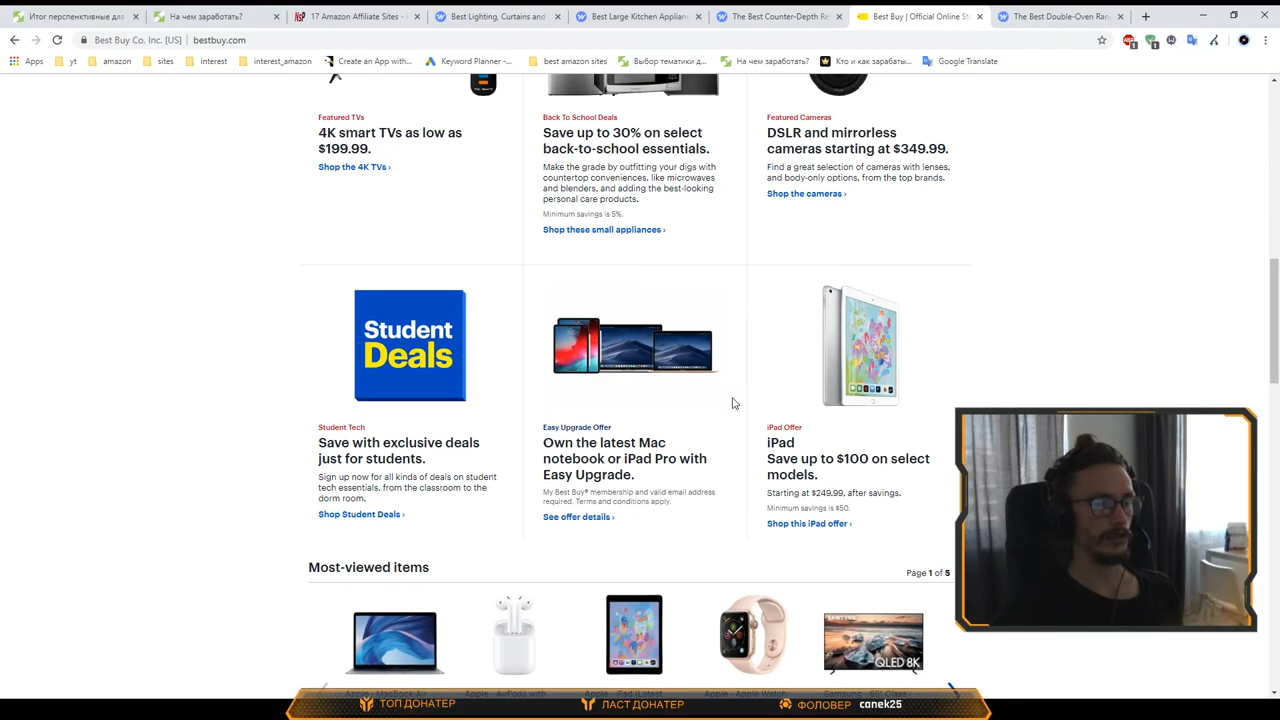 Итог перспенктивные для
На чем заработать?
17 Amazon Affiliate Sites -
Best Lighting, Curtains and
Best Large Kitchen Applianc
The Best Counter-Depth Re
Best Buy | Official Online St
The Best Double-Oven Ran
Best Buy Co, Inc. [US] | bestbuy.com
Apps
yt
amazon
sites
interest
interest_amazon
Create an App with...
Keyword Planner -...
best amazon sites
Выбор тематики д...
На чем заработать?
Кто и как зарабаты...
Google Translate
Featured TVs
4K smart TVs as low as
$199.99.
Shop the 4K TVs ›
Back To School Deals
Save up to 30% on select
back-to-school essentials.
Make the grade by outfitting your digs with
countertop conveniences, like microwaves
and blenders, and adding the best-looking
personal care products.
Minimum savings is 5%.
Shop these small appliances ›
Featured Cameras
DSLR and mirrorless
cameras starting at $349.99.
Find a great selection of cameras with lenses,
and body-only options, from the top brands.
Shop the cameras ›
Student
Deals
Student Tech
Save with exclusive deals
just for students.
Sign up now for all kinds of deals on student
tech essentials, from the classroom to the
dorm room.
Shop Student Deals ›
Easy Upgrade Offer
Own the latest Mac
notebook or iPad Pro with
Easy Upgrade.
My Best Buy® membership and valid email address
required. Terms and conditions apply.
See offer details ›
iPad Offer
iPad
Save up to $100 on select
models.
Starting at $249.99, after savings.
Minimum savings is $50.
Shop this iPad offer ›
Most-viewed items
Page 1 of 5
SAMSUNG
QLED 8K
Apple - MacBook Air
Apple - AirPods with
Apple - iPad (Latest
Apple - Apple Watch
Samsung - 65" Class
ТОП ДОНАТЕР
ЛАСТ ДОНАТЕР
ФОЛОВЕР canek25